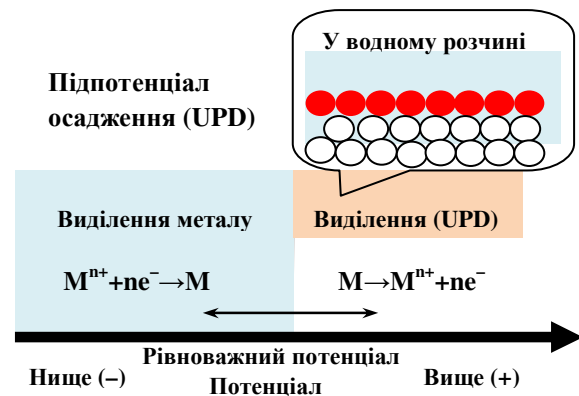 У водному розчині
Підпотенціал
осадження (UPD)
Виділення металу
Виділення (UPD)
Mⁿ⁺+ne⁻→M
M→Mⁿ⁺+ne⁻
Рівноважний потенціал
Нище (–)
Потенціал
Вище (+)